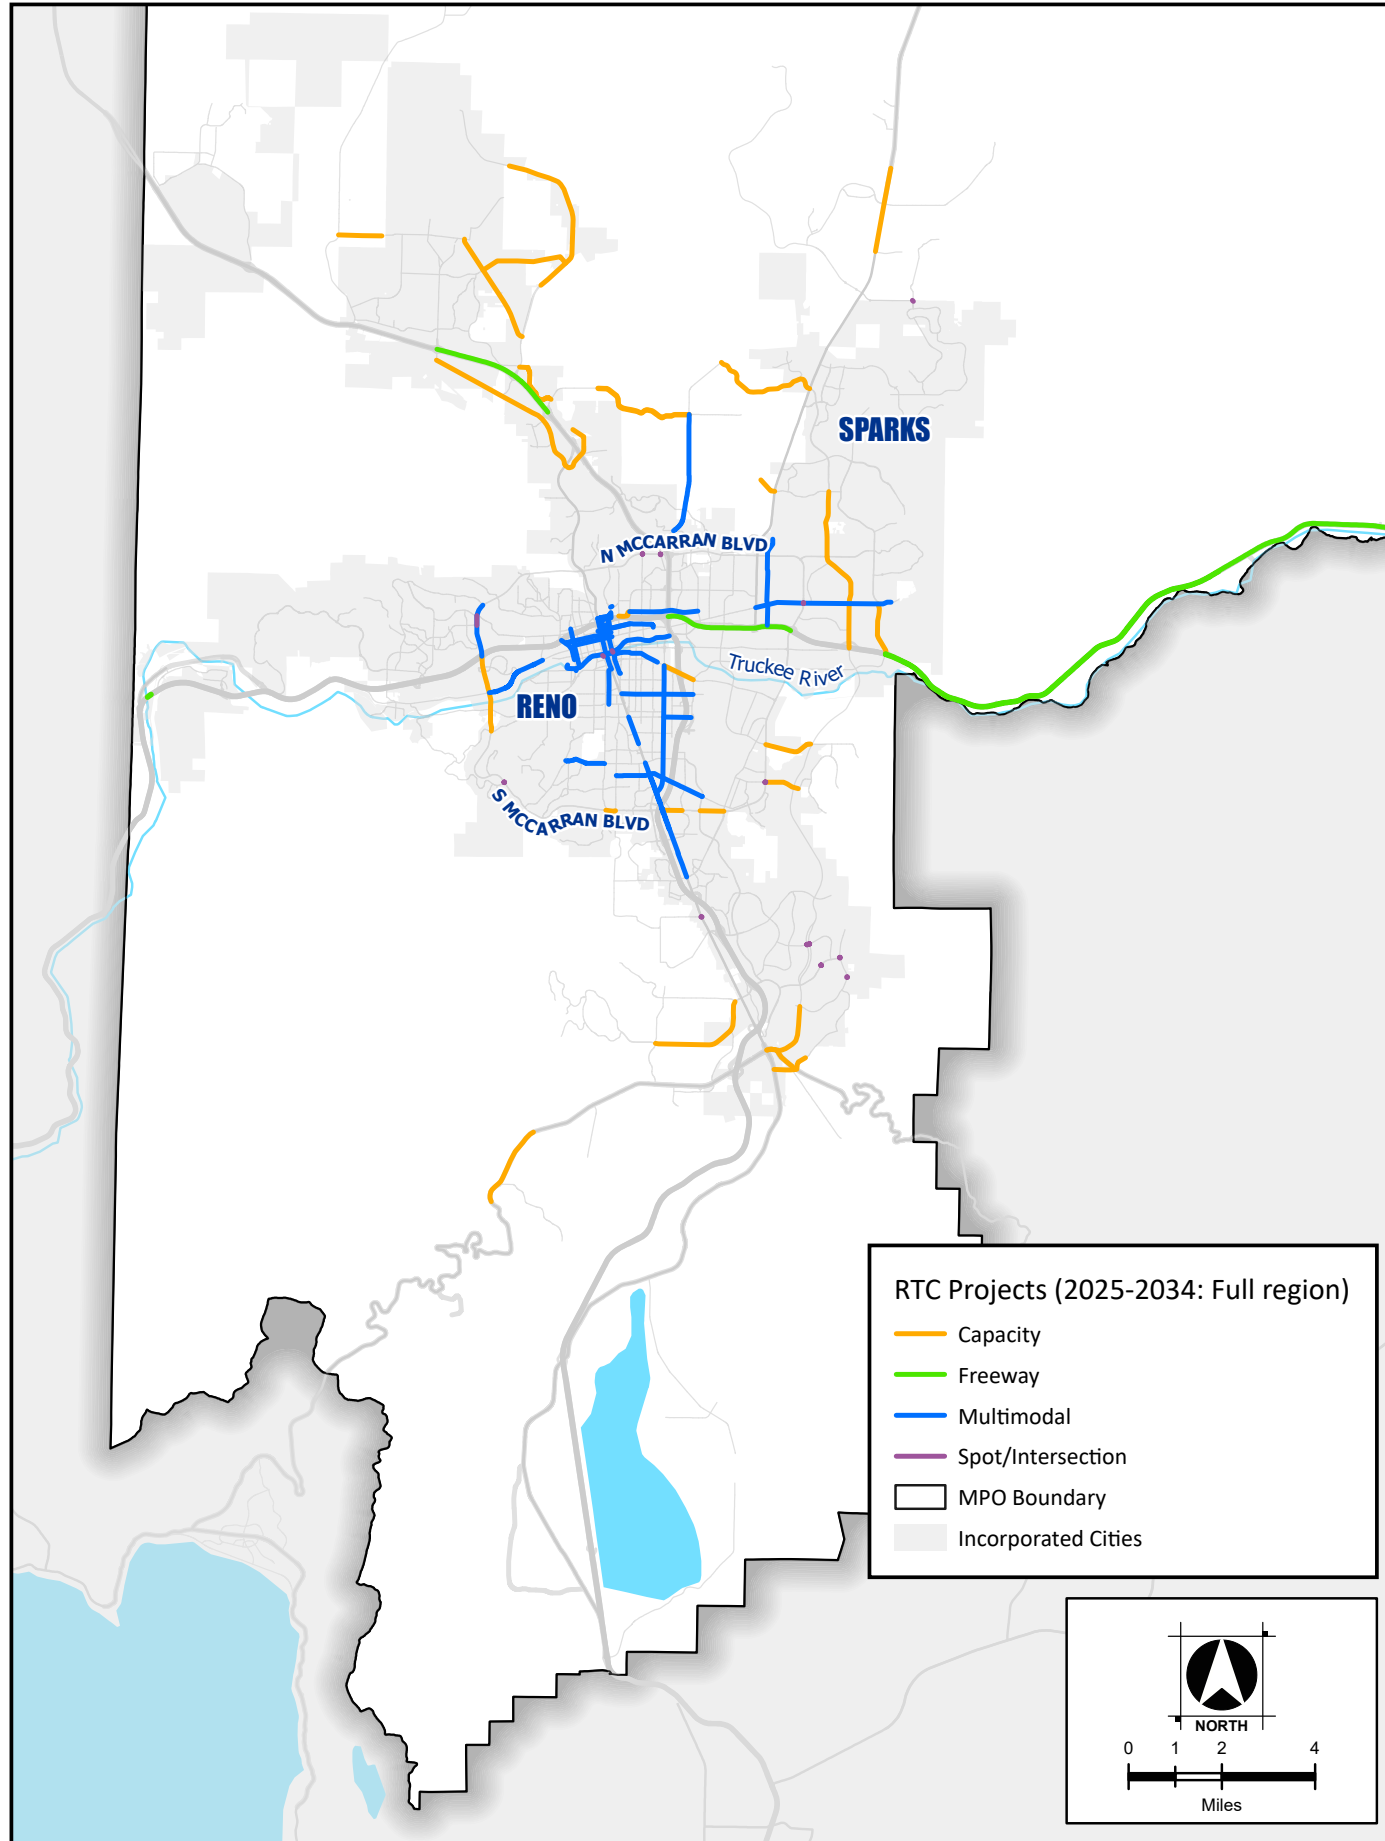 SPARKS
N MCCARRAN BLVD
Truckee River
RENO
S MCCARRAN BLVD
RTC Projects (2025-2034: Full region)
Capacity
Freeway
Multimodal
Spot/Intersection
MPO Boundary
Incorporated Cities
NORTH
0 1 2 4
Miles